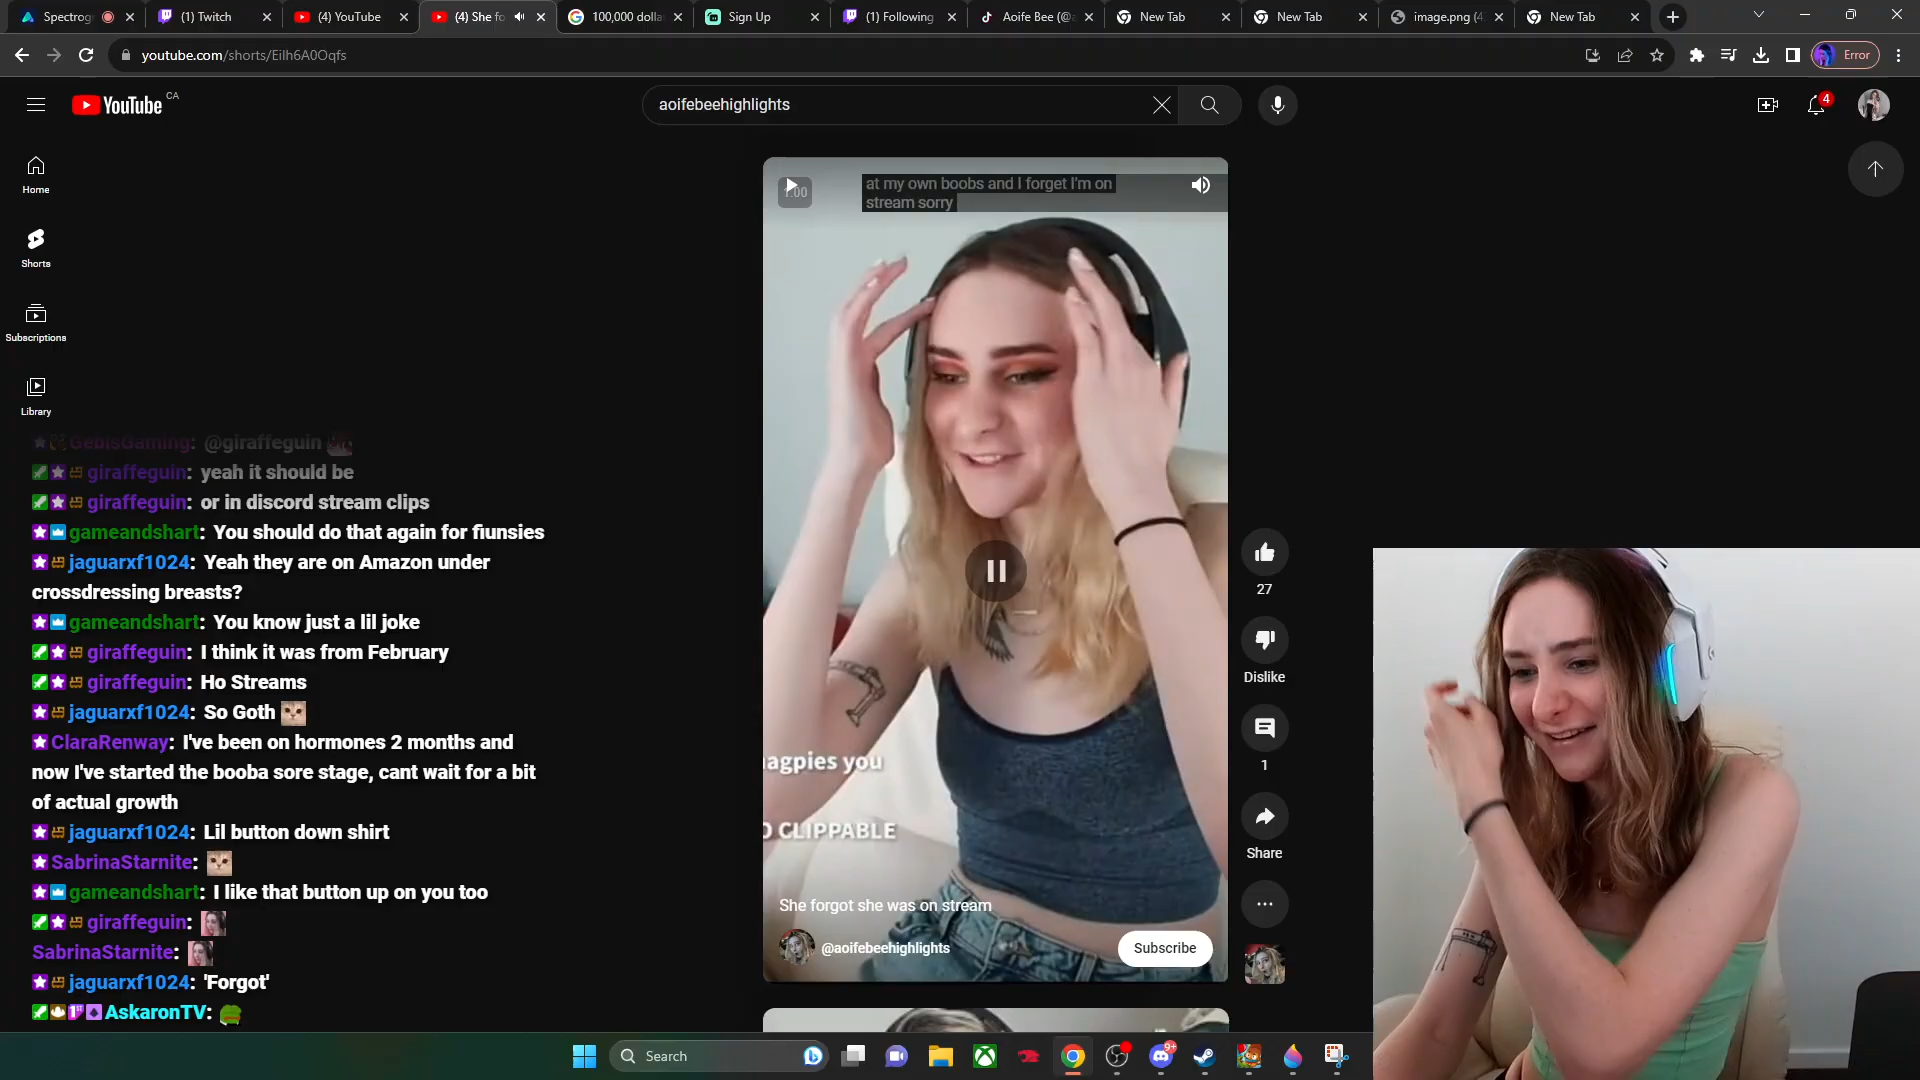 Spectrog
(1) Twitch
(4) YouTube
(4) She fo
100,000 dolla
Sign Up
(1) Following
Aoife Bee (@a
New Tab
New Tab
image.png (4
New Tab
youtube.com/shorts/Eilh6A0Oqfs
Error
YouTube CA
aoifebeehighlights
4
Home
Shorts
Subscriptions
Library
1:00
at my own boobs and I forget I'm on
stream sorry
agpies you
O CLIPPABLE
She forgot she was on stream
@aoifebeehighlights
Subscribe
27
Dislike
1
Share
GebisGaming: @giraffeguin
giraffeguin: yeah it should be
giraffeguin: or in discord stream clips
gameandshart: You should do that again for fiunsies
jaguarxf1024: Yeah they are on Amazon under
crossdressing breasts?
gameandshart: You know just a lil joke
giraffeguin: I think it was from February
giraffeguin: Ho Streams
jaguarxf1024: So Goth
ClaraRenway: I've been on hormones 2 months and
now I've started the booba sore stage, cant wait for a bit
of actual growth
jaguarxf1024: Lil button down shirt
SabrinaStarnite:
gameandshart: I like that button up on you too
giraffeguin:
SabrinaStarnite:
jaguarxf1024: 'Forgot'
AskaronTV:
Search
9+